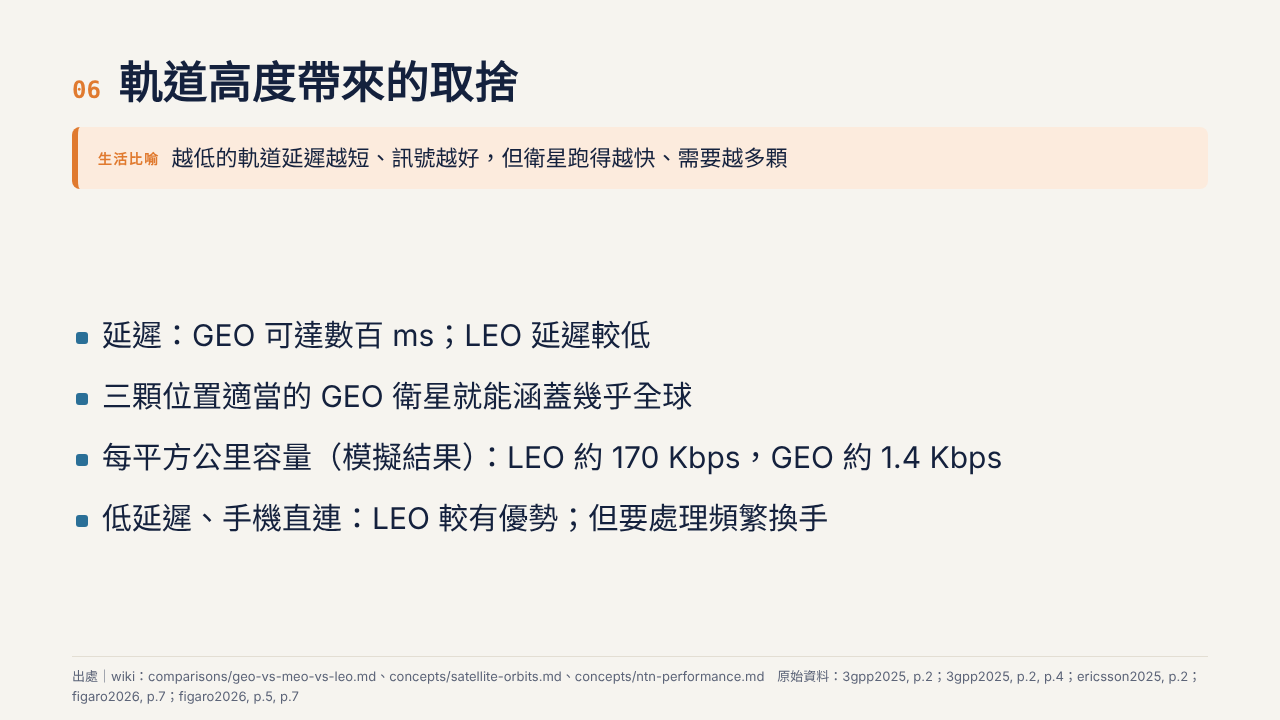 06 軌道高度帶來的取捨
生活比喻 越低的軌道延遲越短、訊號越好，但衛星跑得越快、需要越多顆
延遲：GEO 可達數百 ms；LEO 延遲較低
三顆位置適當的 GEO 衛星就能涵蓋幾乎全球
每平方公里容量（模擬結果）：LEO 約 170 Kbps，GEO 約 1.4 Kbps
低延遲、手機直連：LEO 較有優勢；但要處理頻繁換手
出處｜wiki：comparisons/geo-vs-meo-vs-leo.md、concepts/satellite-orbits.md、concepts/ntn-performance.md　原始資料：3gpp2025, p.2；3gpp2025, p.2, p.4；ericsson2025, p.2；
figaro2026, p.7；figaro2026, p.5, p.7